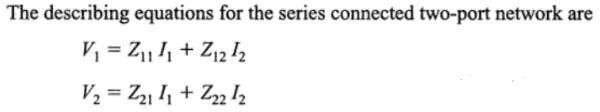 The describing equations for the series connected two-port network are
V₁ = Z₁₁ I₁ + Z₁₂ I₂
V₂ = Z₂₁ I₁ + Z₂₂ I₂